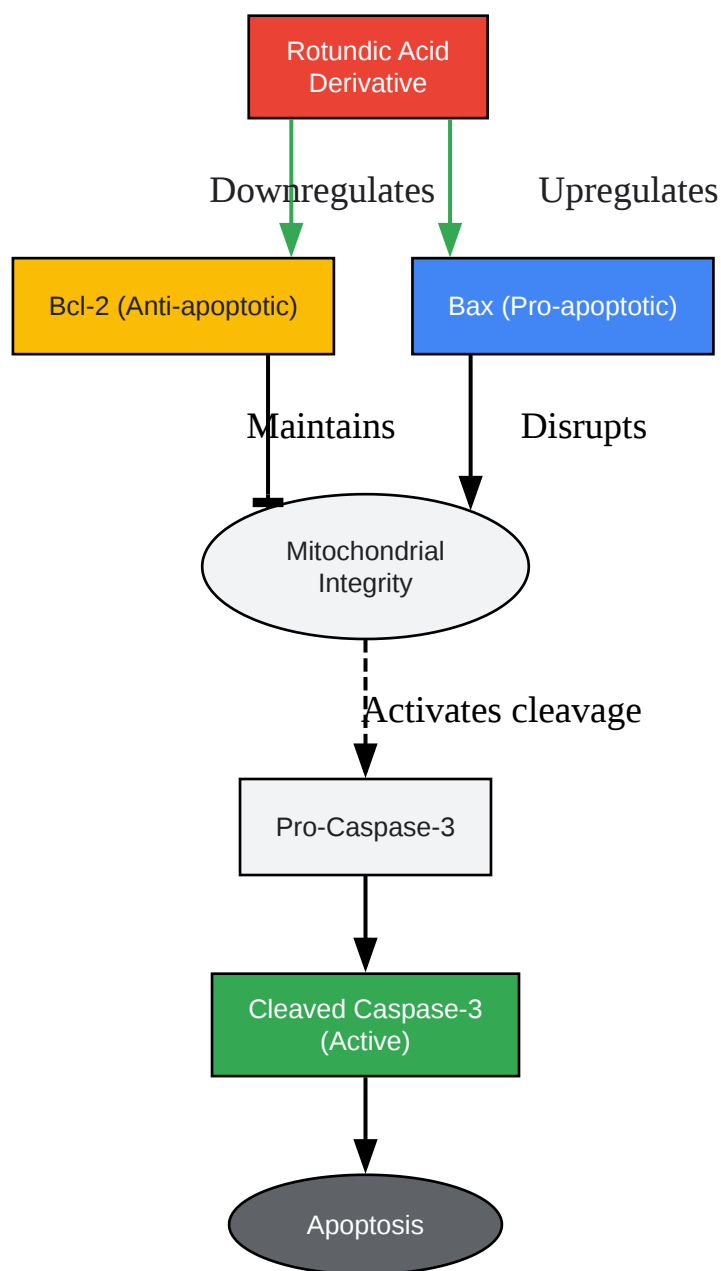 Rotundic Acid
Derivative
Downregulates
Upregulates
Bcl-2 (Anti-apoptotic)
Bax (Pro-apoptotic)
Maintains
Disrupts
Mitochondrial
Integrity
Activates cleavage
Pro-Caspase-3
Cleaved Caspase-3
(Active)
Apoptosis